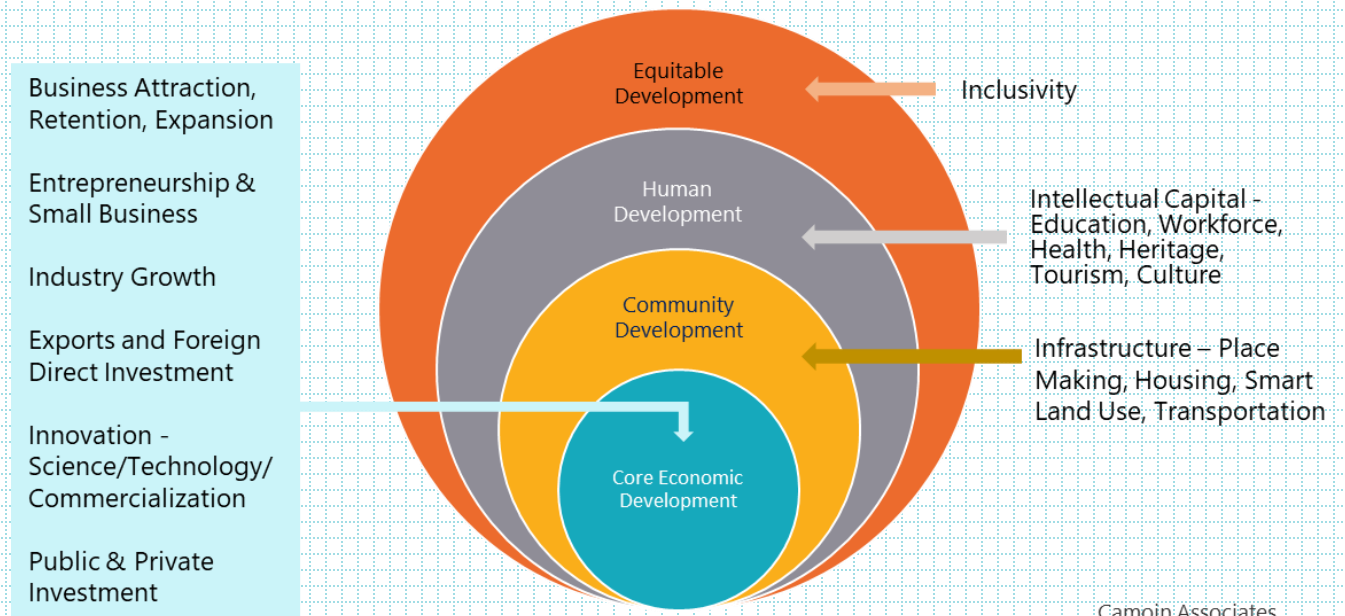 Business Attraction,
Retention, Expansion
Entrepreneurship &
Small Business
Industry Growth
Exports and Foreign
Direct Investment
Innovation -
Science/Technology/
Commercialization
Public & Private
Investment
Equitable
Development
Human
Development
Community
Development
Core Economic
Development
Inclusivity
Intellectual Capital -
Education, Workforce,
Health, Heritage,
Tourism, Culture
Infrastructure – Place
Making, Housing, Smart
Land Use, Transportation
Camoin Associates